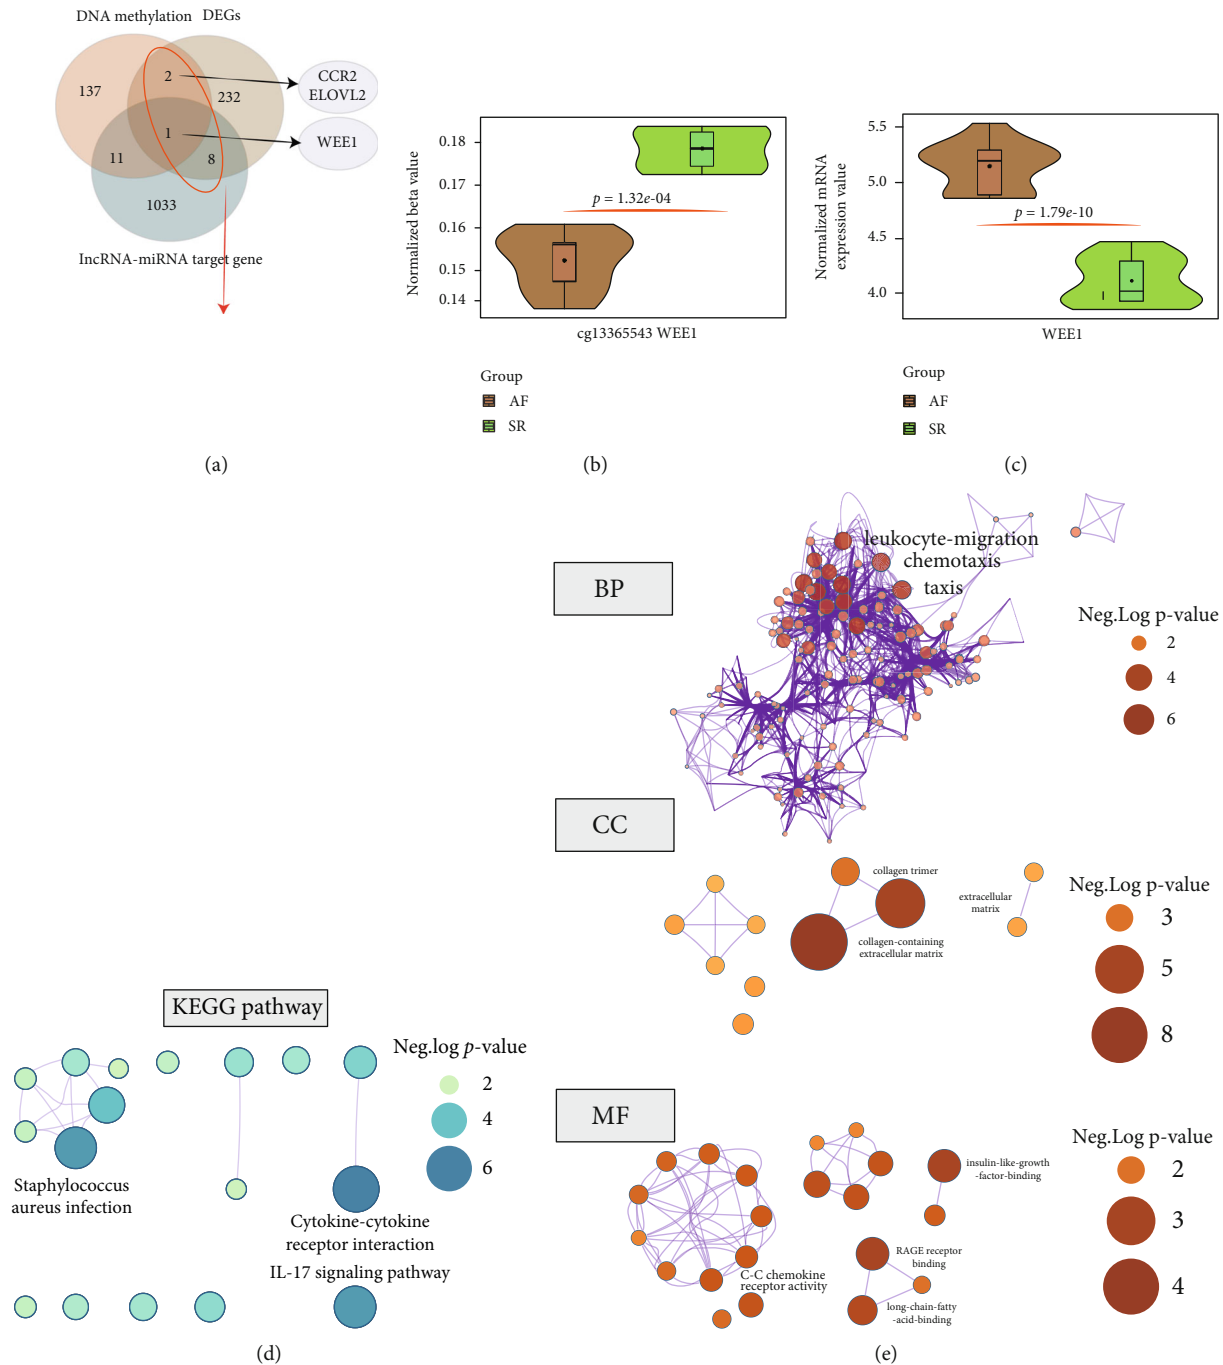 DNA methylation
DEGs
137
2
232
CCR2
ELOVL2
1
WEE1
11
8
1033
lncRNA-miRNA target gene
(a)
Normalized beta value
0.18
0.17
0.16
0.15
0.14
p = 1.32e-04
cg13365543 WEE1
Group
AF
SR
(b)
Normalized mRNA
expression value
5.5
5.0
4.5
4.0
p = 1.79e-10
WEE1
Group
AF
SR
(c)
KEGG pathway
Neg.log p-value
2
4
6
Staphylococcus
aureus infection
Cytokine-cytokine
receptor interaction
IL-17 signaling pathway
(d)
BP
leukocyte-migration
chemotaxis
taxis
Neg.Log p-value
2
4
6
CC
collagen trimer
collagen-containing
extracellular matrix
extracellular
matrix
Neg.Log p-value
3
5
8
MF
C-C chemokine
receptor activity
insulin-like-growth
-factor-binding
RAGE receptor
binding
long-chain-fatty
-acid-binding
Neg.Log p-value
2
3
4
(e)